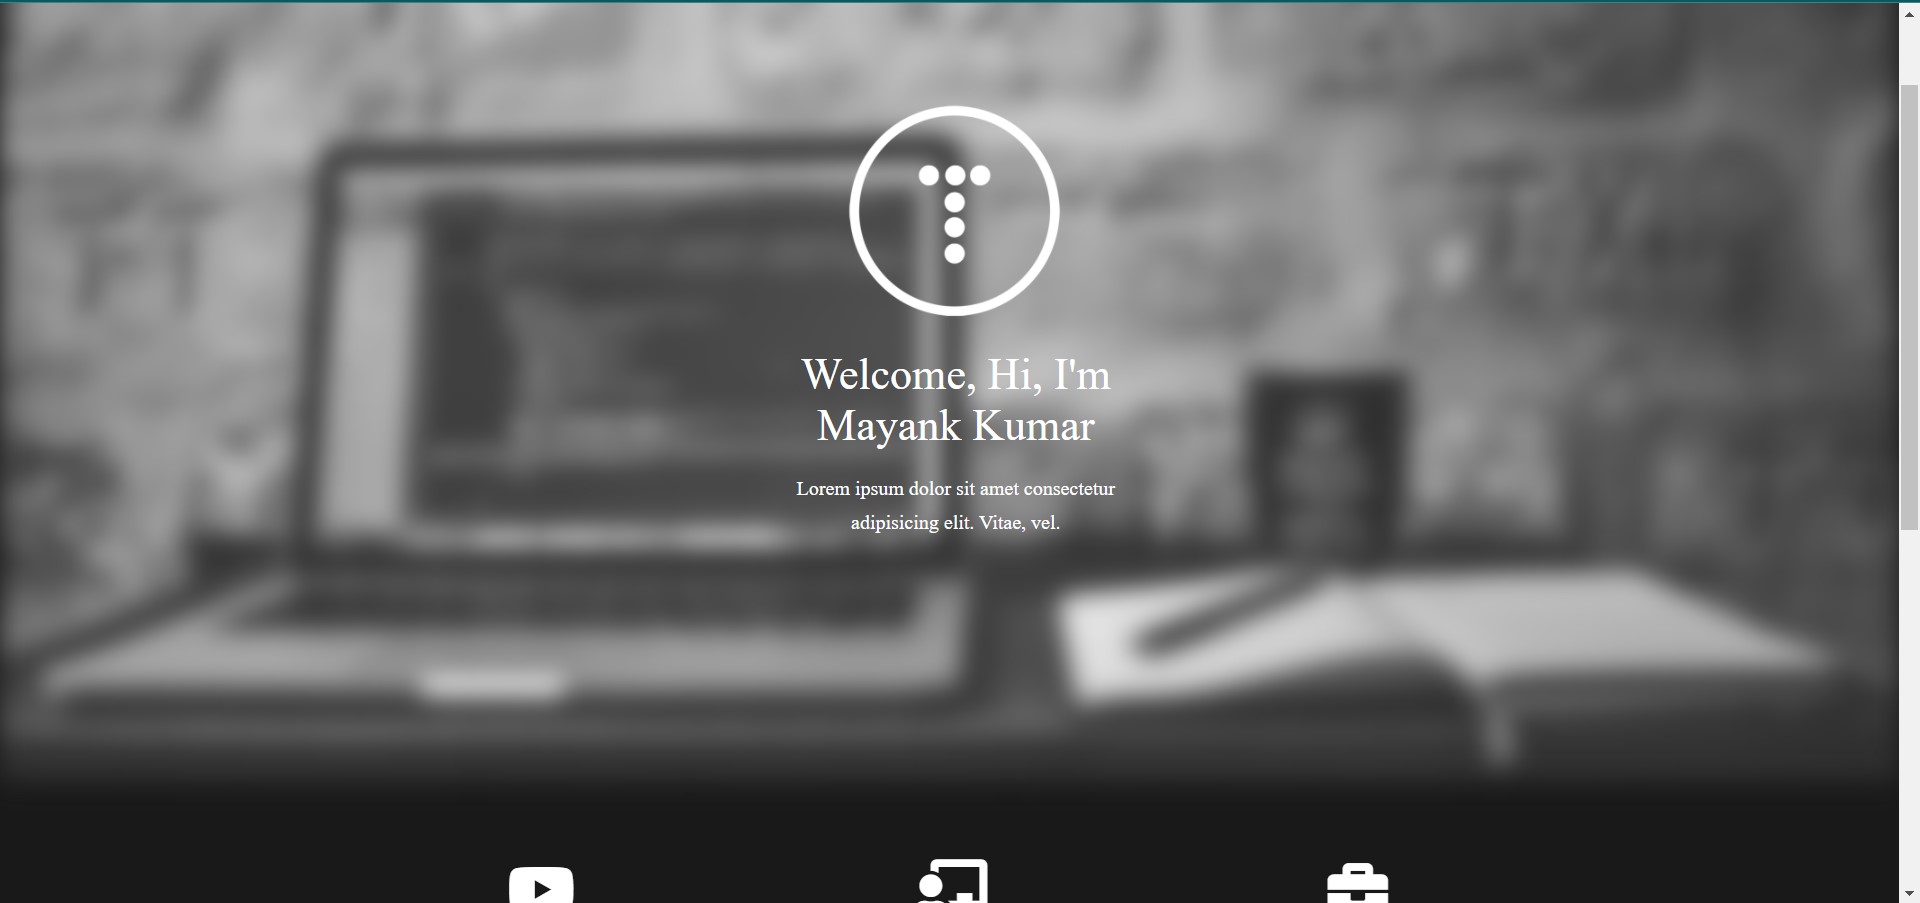 T
Welcome, Hi, I'm
Mayank Kumar
Lorem ipsum dolor sit amet consectetur
adipisicing elit. Vitae, vel.